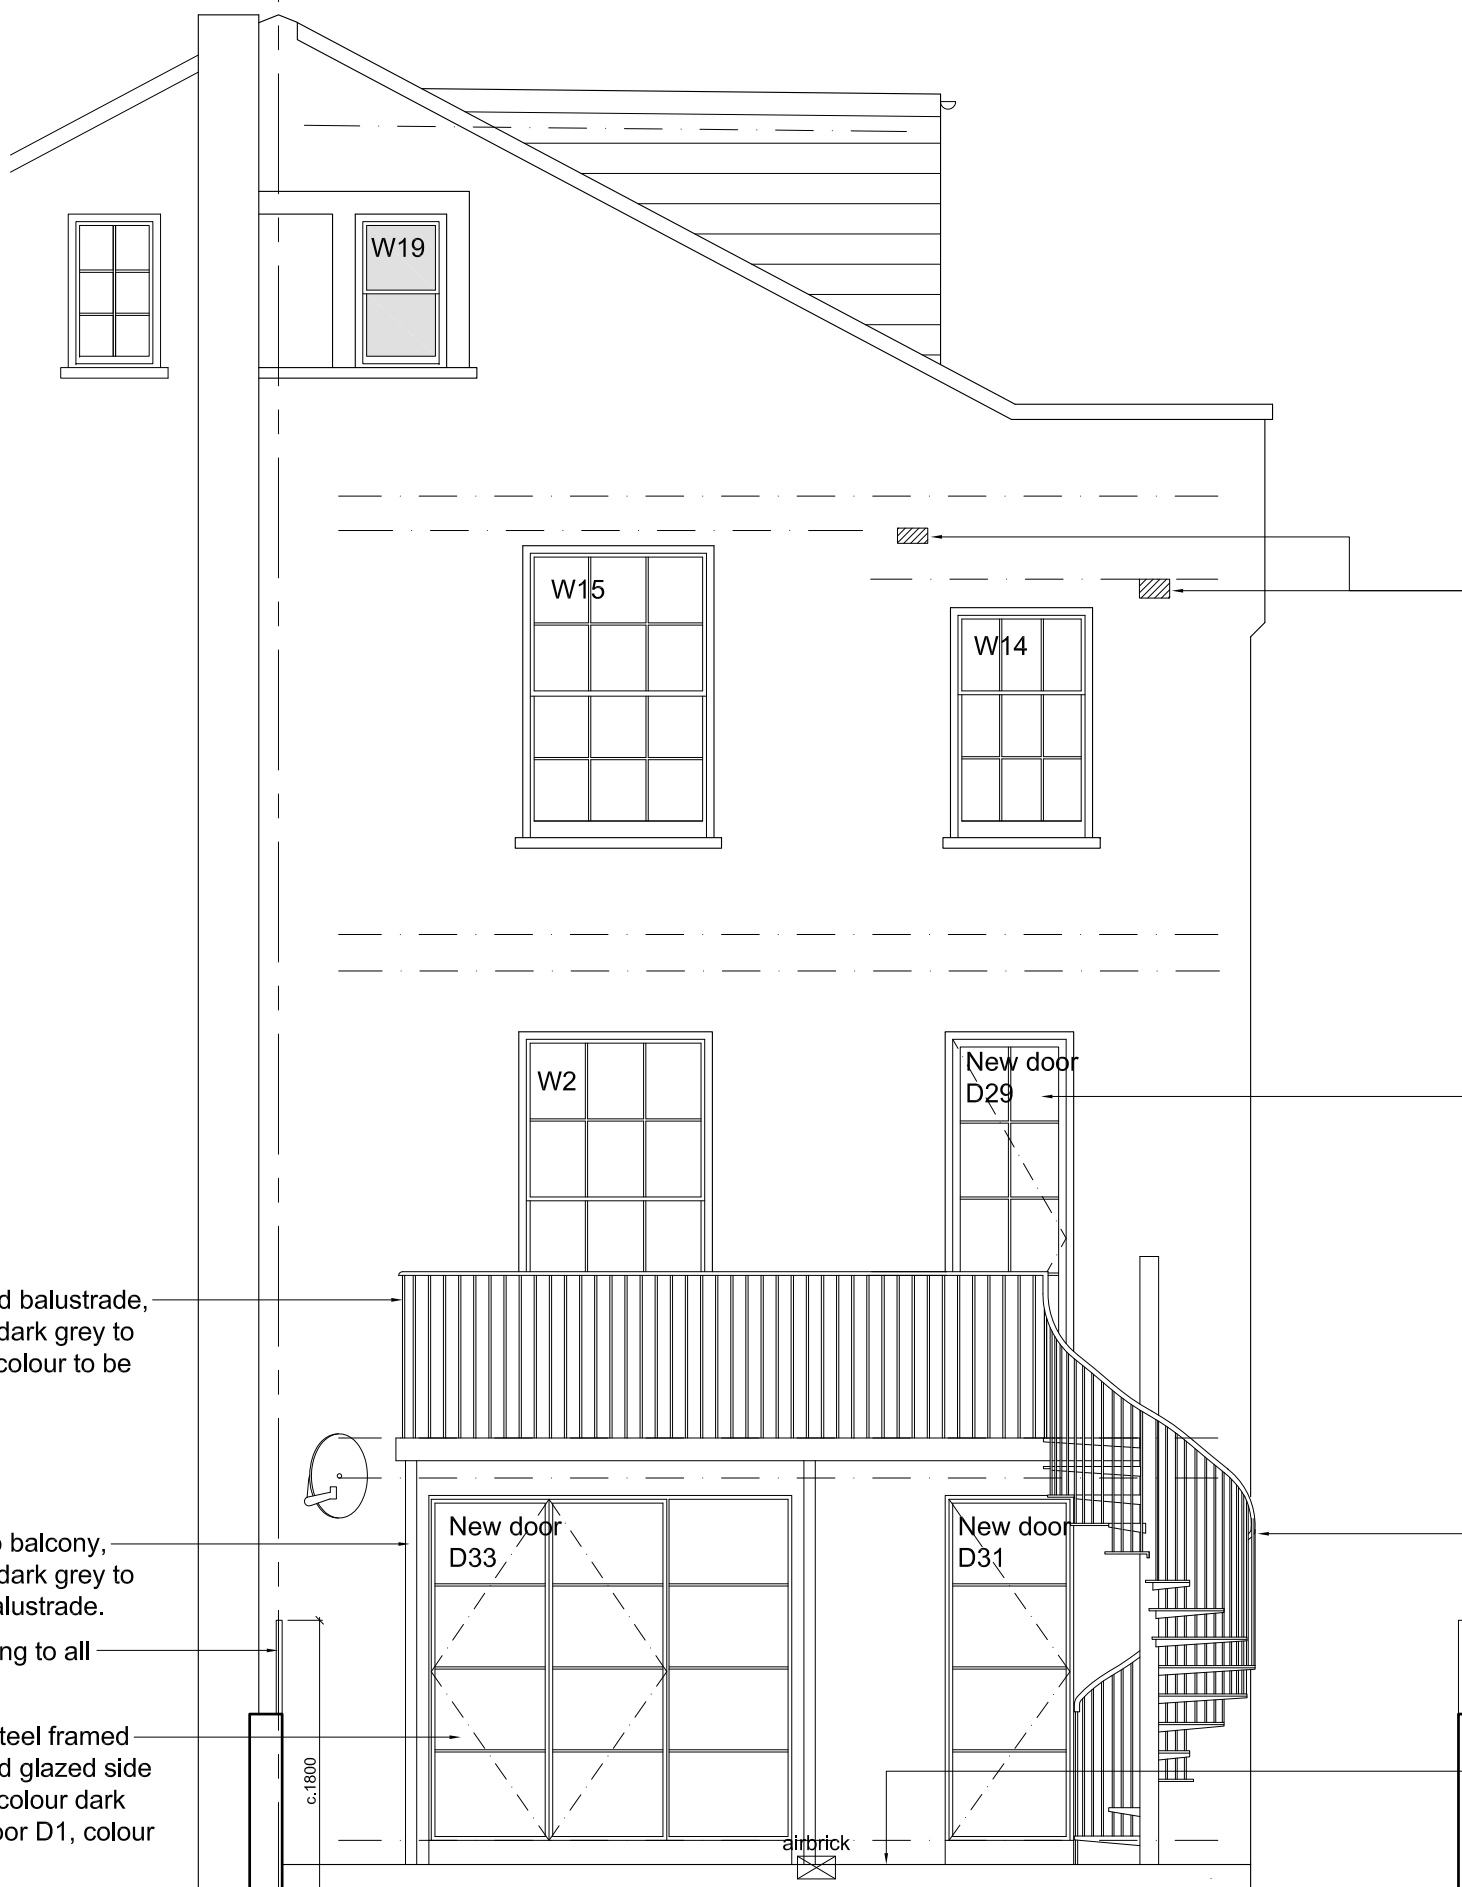 W19
W15
W14
W2
New door
D29
d balustrade,
dark grey to
colour to be
New door
D33
New door
D31
balcony,
dark grey to
alustrade.
ng to all
teel framed
d glazed side
colour dark
or D1, colour
c.1800
airbrick